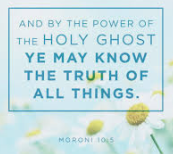 AND BY THE POWER OF
THE HOLY GHOST
YE MAY KNOW
THE TRUTH OF
ALL THINGS.
MORONI 10:5